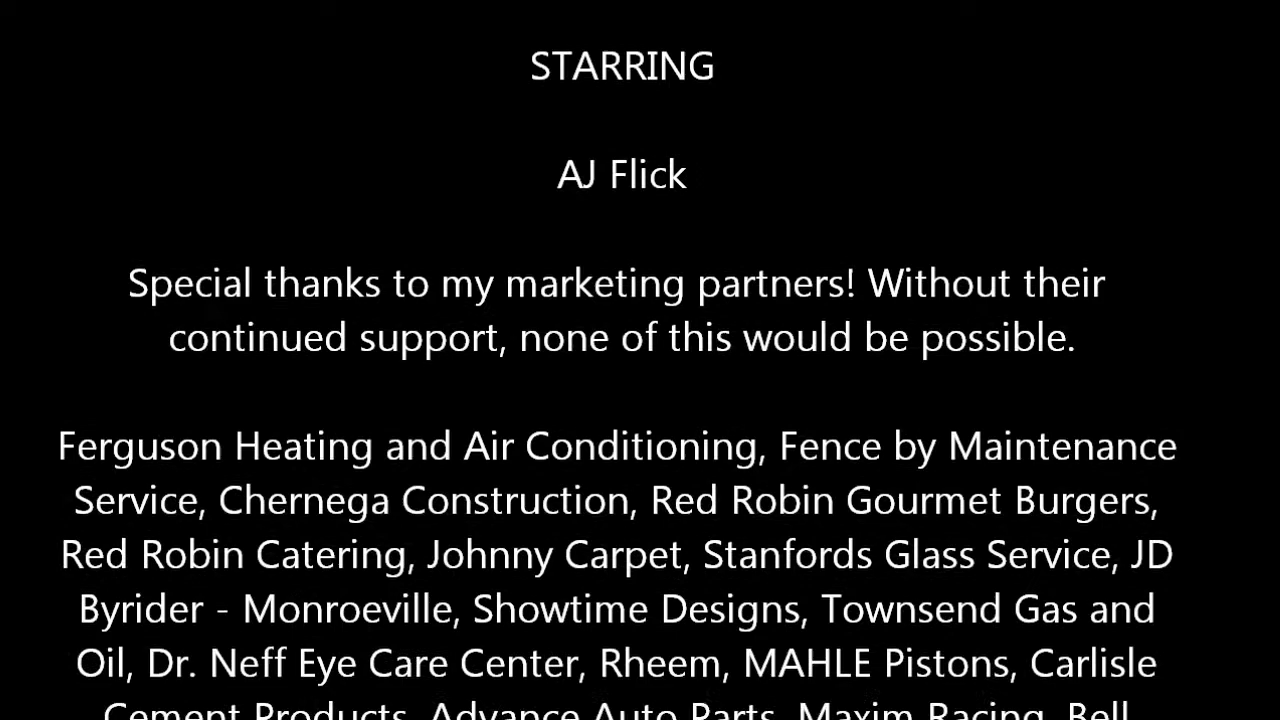 STARRING
AJ Flick
Special thanks to my marketing partners! Without their
continued support, none of this would be possible.
Ferguson Heating and Air Conditioning, Fence by Maintenance
Service, Chernega Construction, Red Robin Gourmet Burgers,
Red Robin Catering, Johnny Carpet, Stanfords Glass Service, JD
Byrider - Monroeville, Showtime Designs, Townsend Gas and
Oil, Dr. Neff Eye Care Center, Rheem, MAHLE Pistons, Carlisle
Cement Products, Advance Auto Parts, Maxim Racing, Bell